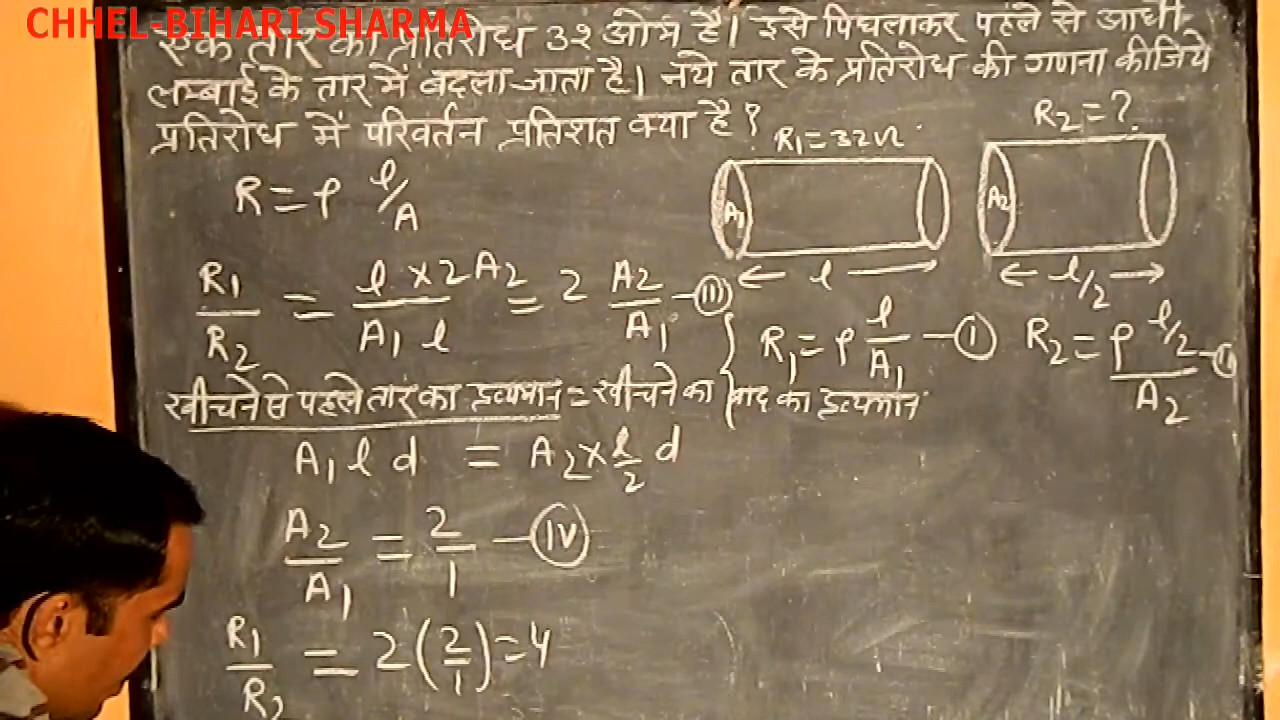 CHHEL-BIHARI SHARMA
एक तार का प्रतिरोध ३२ ओम है। इसे पिघलाकर पहले से आधी
लम्बाई के तार में बदला जाता है। नये तार के प्रतिरोध की गणना कीजिये
प्रतिरोध में परिवर्तन प्रतिशत क्या है ?
R = ρ l/A
R1 = 32Ω
A1
l
R2 = ?
A2
l/2
R1/R2 = l × 2A2 / A1 l = 2 A2/A1 – (III)
R1 = ρ l/A1 – (I)
R2 = ρ l/2 / A2 – (II)
खींचने से पहले तार का द्रव्यमान = खींचने का बाद का द्रव्यमान
A1 l d = A2 × l/2 d
A2/A1 = 2/1 – (IV)
R1/R2 = 2(2/1) = 4